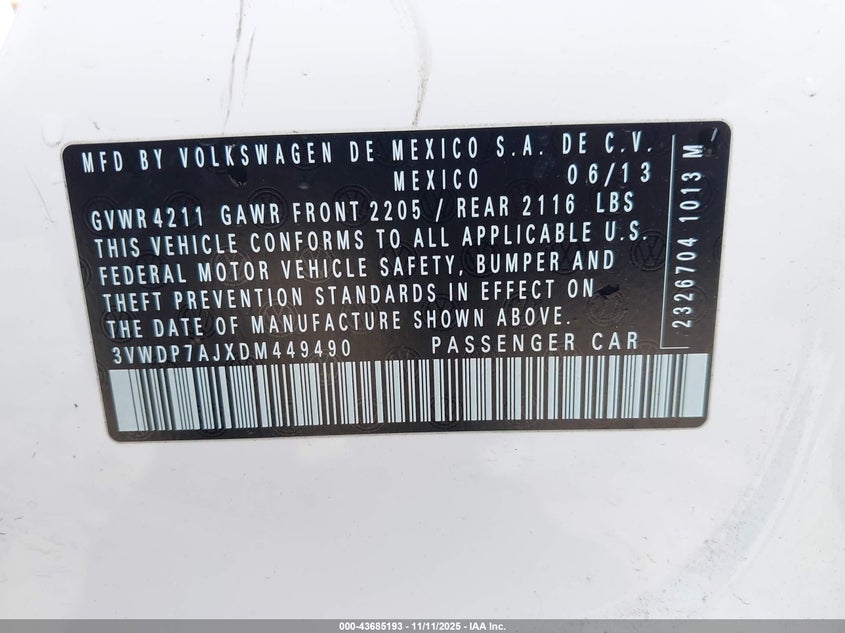 MFD BY VOLKSWAGEN DE MEXICO S.A. DE C.V.
MEXICO 06/13
GVWR 4211 GAWR FRONT 2205 / REAR 2116 LBS
THIS VEHICLE CONFORMS TO ALL APPLICABLE U.S.
FEDERAL MOTOR VEHICLE SAFETY, BUMPER AND
THEFT PREVENTION STANDARDS IN EFFECT ON
THE DATE OF MANUFACTURE SHOWN ABOVE.
3VWDP7AJXDM449490 PASSENGER CAR
2326704 1013 M
000-43685193 - 11/11/2025 - IAA Inc.